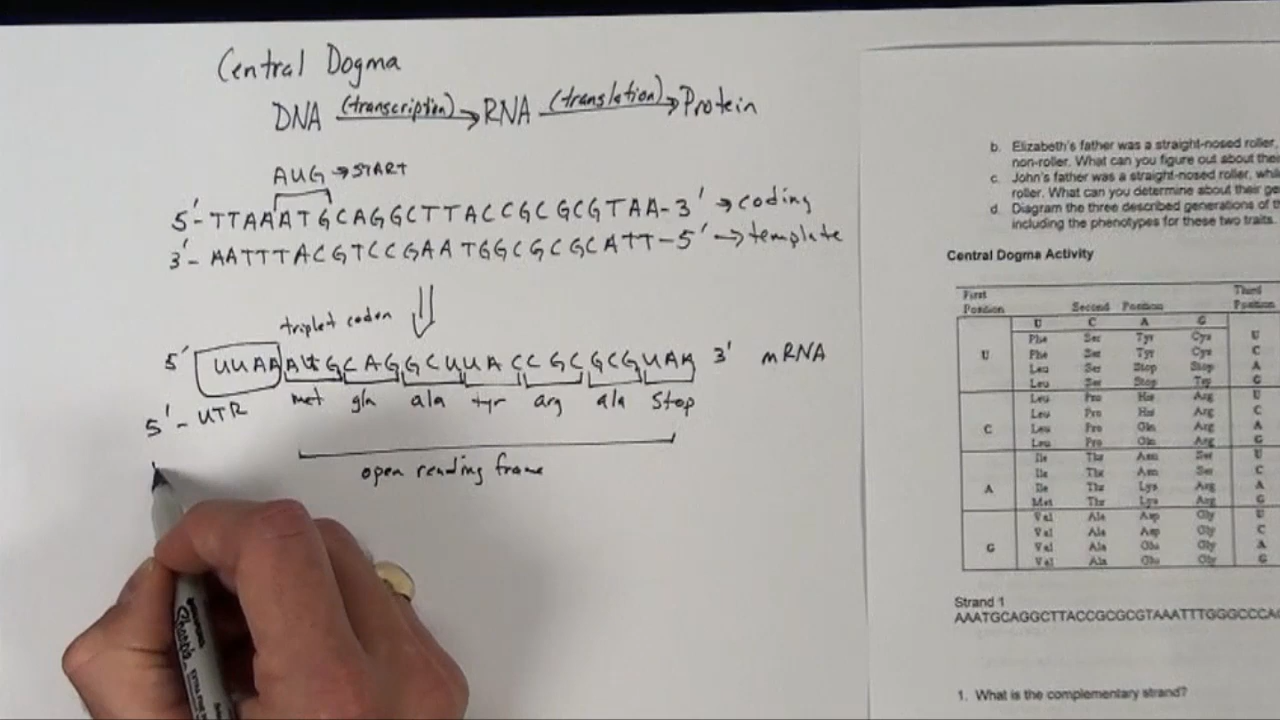 Central Dogma
DNA (transcription) → RNA (translation) → Protein
AUG → START
5'- TTAAATGCAGGCTTACCGCGCGTAA-3' → coding
3'- AATTTACGTCCGAATGGCGCGCATT-5' → template
triplet codon
5' UUAAAUGCAGGCUUACCGCGCGUAA 3' mRNA
met gln ala tyr arg ala Stop
5'- UTR
open reading frame
b. Elizabeth's father was a straight-nosed roller,
non-roller. What can you figure out about
c. John's father was a straight-nosed roller,
roller. What can you determine about their
d. Diagram the three described generations of
including the phenotypes for these two traits.
Central Dogma Activity
First Position Second Position Third Position
U C A G
U Phe Ser Tyr Cys U
Phe Ser Tyr Cys C
Leu Ser Stop Stop A
Leu Ser Stop Trp G
C Leu Pro His Arg U
Leu Pro His Arg C
Leu Pro Gln Arg A
Leu Pro Gln Arg G
A Ile Thr Asn Ser U
Ile Thr Asn Ser C
Ile Thr Lys Arg A
Met Thr Lys Arg G
G Val Ala Asp Gly U
Val Ala Asp Gly C
Val Ala Glu Gly A
Val Ala Glu Gly G
Strand 1
AAATGCAGGCTTACCGCGCGTAAATTTGGGCCCA
1. What is the complementary strand?
Sharpie